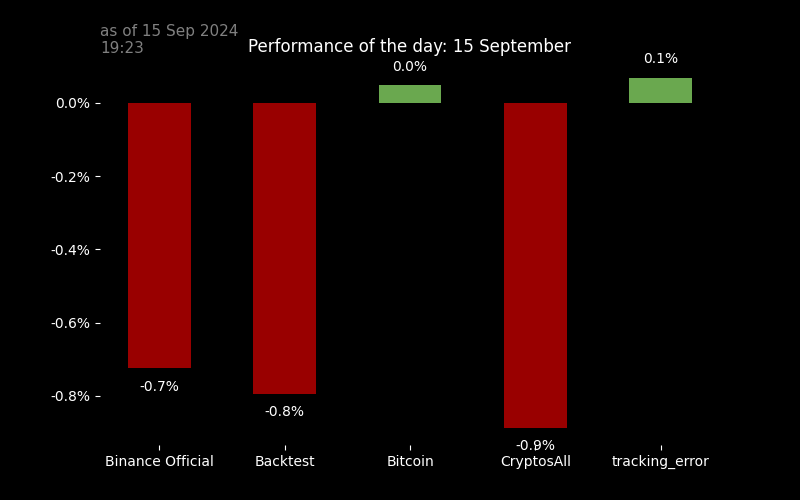 as of 15 Sep 2024
19:23
Performance of the day: 15 September
0.0%
0.1%
0.0%
-0.2%
-0.4%
-0.6%
-0.8%
-0.7%
-0.8%
-0.9%
Binance Official
Backtest
Bitcoin
CryptosAll
tracking_error